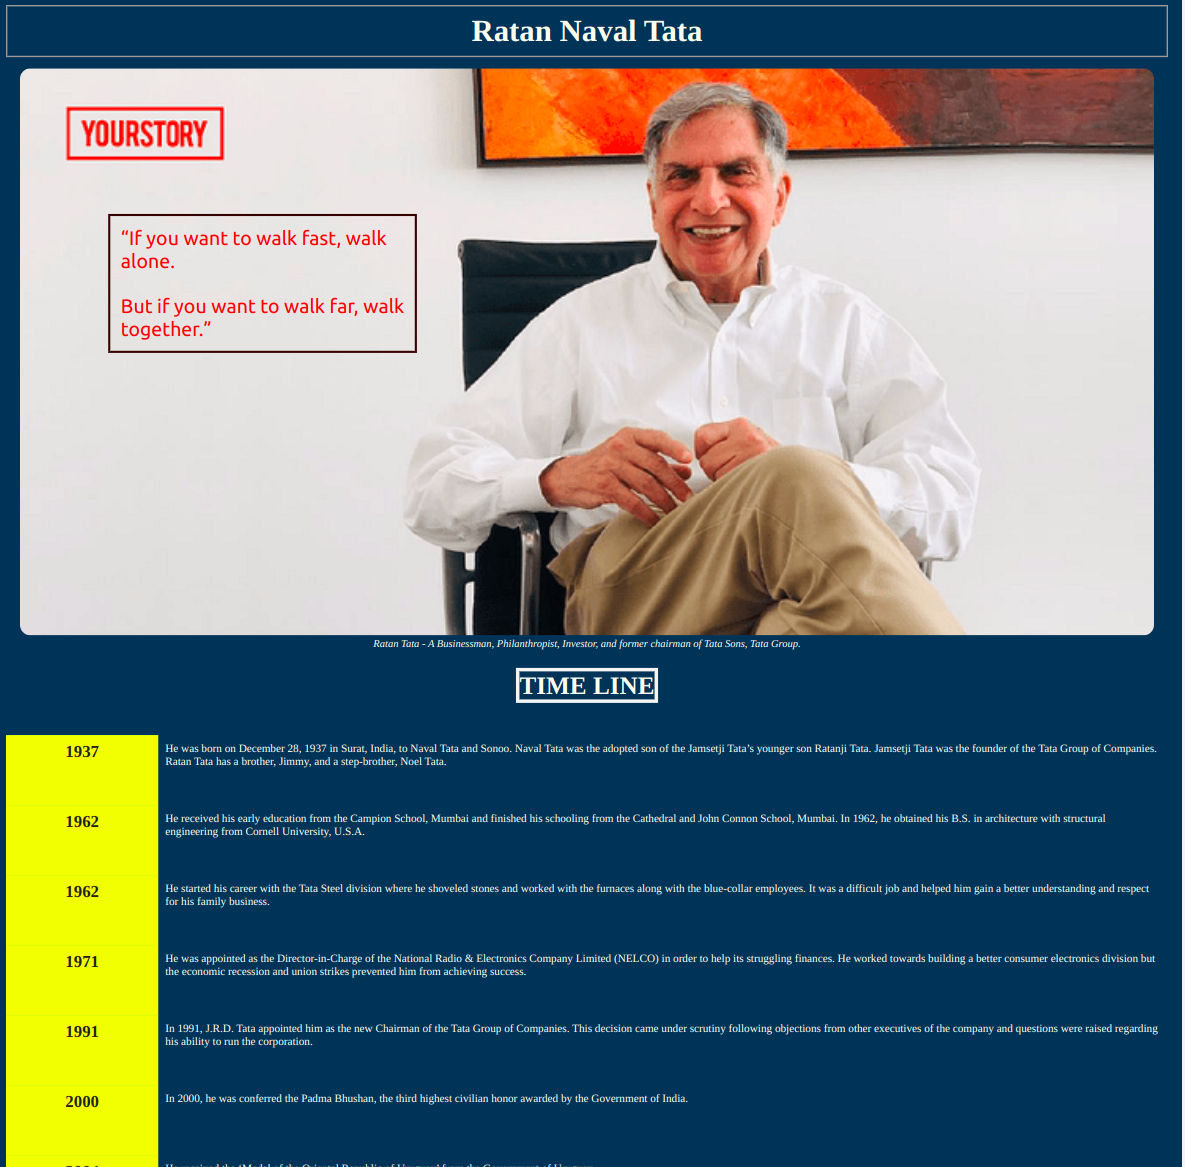 Ratan Naval Tata
YOURSTORY
“If you want to walk fast, walk
alone.
But if you want to walk far, walk
together.”
Ratan Tata - A Businessman, Philanthropist, Investor, and former chairman of Tata Sons, Tata Group.
TIME LINE
1937
He was born on December 28, 1937 in Surat, India, to Naval Tata and Sonoo. Naval Tata was the adopted son of the Jamsetji Tata’s younger son Ratanji Tata. Jamsetji Tata was the founder of the Tata Group of Companies.
Ratan Tata has a brother, Jimmy, and a step-brother, Noel Tata.
1962
He received his early education from the Campion School, Mumbai and finished his schooling from the Cathedral and John Connon School, Mumbai. In 1962, he obtained his B.S. in architecture with structural
engineering from Cornell University, U.S.A.
1962
He started his career with the Tata Steel division where he shoveled stones and worked with the furnaces along with the blue-collar employees. It was a difficult job and helped him gain a better understanding and respect
for his family business.
1971
He was appointed as the Director-in-Charge of the National Radio & Electronics Company Limited (NELCO) in order to help its struggling finances. He worked towards building a better consumer electronics division but
the economic recession and union strikes prevented him from achieving success.
1991
In 1991, J.R.D. Tata appointed him as the new Chairman of the Tata Group of Companies. This decision came under scrutiny following objections from other executives of the company and questions were raised regarding
his ability to run the corporation.
2000
In 2000, he was conferred the Padma Bhushan, the third highest civilian honor awarded by the Government of India.